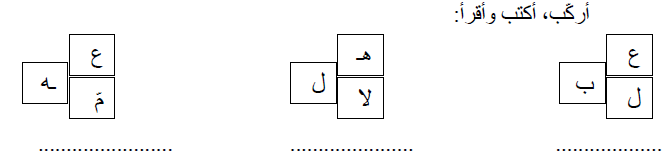 أركّب، أكتب وأقرأ:
ع هـ ع
ب ل ـه
ل لا مَ
.................... ....................... .........................